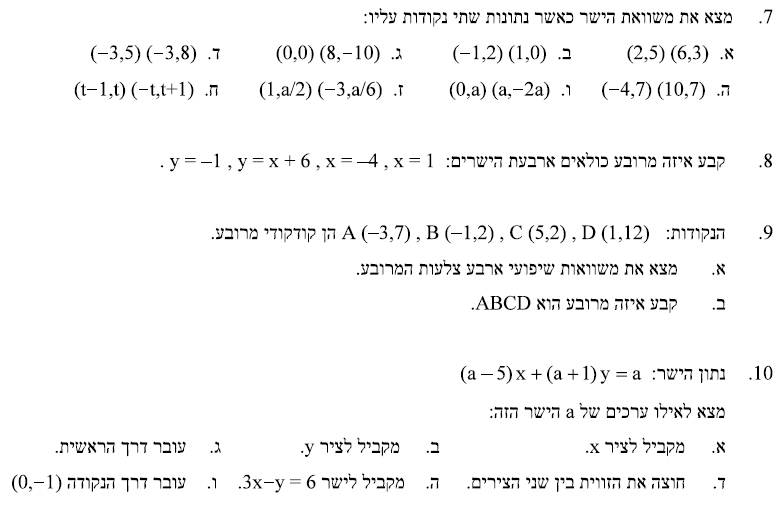 7. מצא את משוואת הישר כאשר נתונות שתי נקודות עליו:
א. (2,5) (6,3) ב. (−1,2) (1,0) ג. (0,0) (8,−10) ד. (−3,5) (−3,8)
ה. (−4,7) (10,7) ו. (0,a) (a,−2a) ז. (1,a/2) (−3,a/6) ח. (t−1,t) (−t,t+1)
8. קבע איזה מרובע כולאים ארבעת הישרים: y = −1 , y = x + 6 , x = −4 , x = 1 .
9. הנקודות: A (−3,7) , B (−1,2) , C (5,2) , D (1,12) הן קודקודי מרובע.
א. מצא את משוואות שיפועי ארבע צלעות המרובע.
ב. קבע איזה מרובע הוא ABCD.
10. נתון הישר: (a − 5) x + (a + 1) y = a
מצא לאילו ערכים של a הישר הזה:
א. מקביל לציר x. ב. מקביל לציר y. ג. עובר דרך הראשית.
ד. חוצה את הזווית בין שני הצירים. ה. מקביל לישר 3x−y = 6. ו. עובר דרך הנקודה (0,−1)